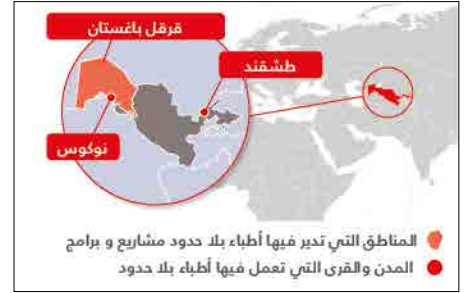 قرقل باغستان
طشقند
نوكوس
المناطق التي تدير فيها أطباء بلا حدود مشاريع و برامج
المدن والقرى التي تعمل فيها أطباء بلا حدود